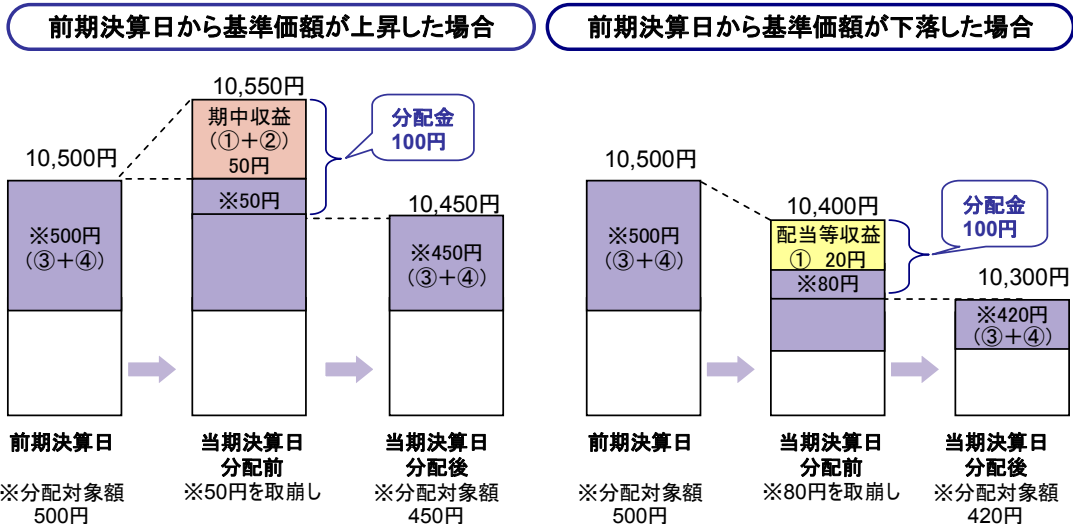 前期決算日から基準価額が上昇した場合
10,550円
期中収益
(①+②)
50円
分配金
100円
10,500円
※50円
10,450円
※500円
(③+④)
※450円
(③+④)
前期決算日
当期決算日
分配前
当期決算日
分配後
※分配対象額
500円
※50円を取崩し
※分配対象額
450円
前期決算日から基準価額が下落した場合
10,500円
10,400円
分配金
100円
※500円
(③+④)
配当等収益
① 20円
※80円
10,300円
※420円
(③+④)
前期決算日
当期決算日
分配前
当期決算日
分配後
※分配対象額
500円
※80円を取崩し
※分配対象額
420円